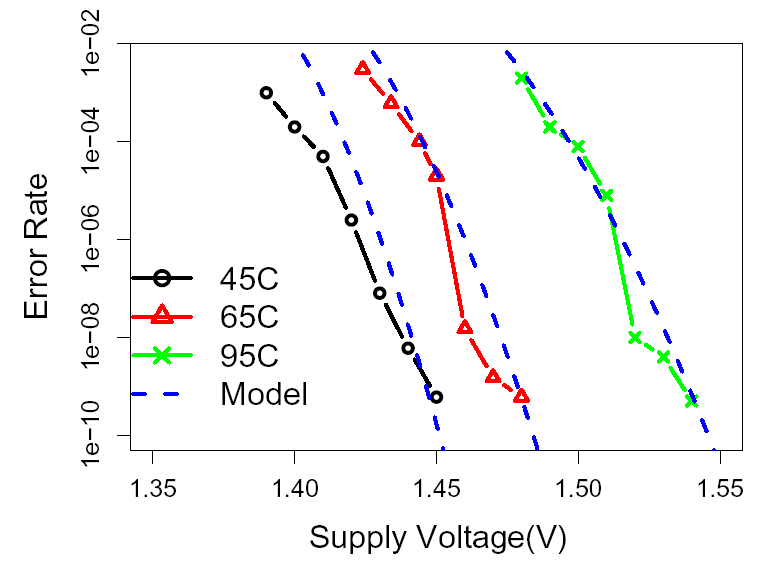 1e−02
1e−04
1e−06
1e−08
1e−10
Error Rate
45C
65C
95C
Model
1.35 1.40 1.45 1.50 1.55
Supply Voltage(V)